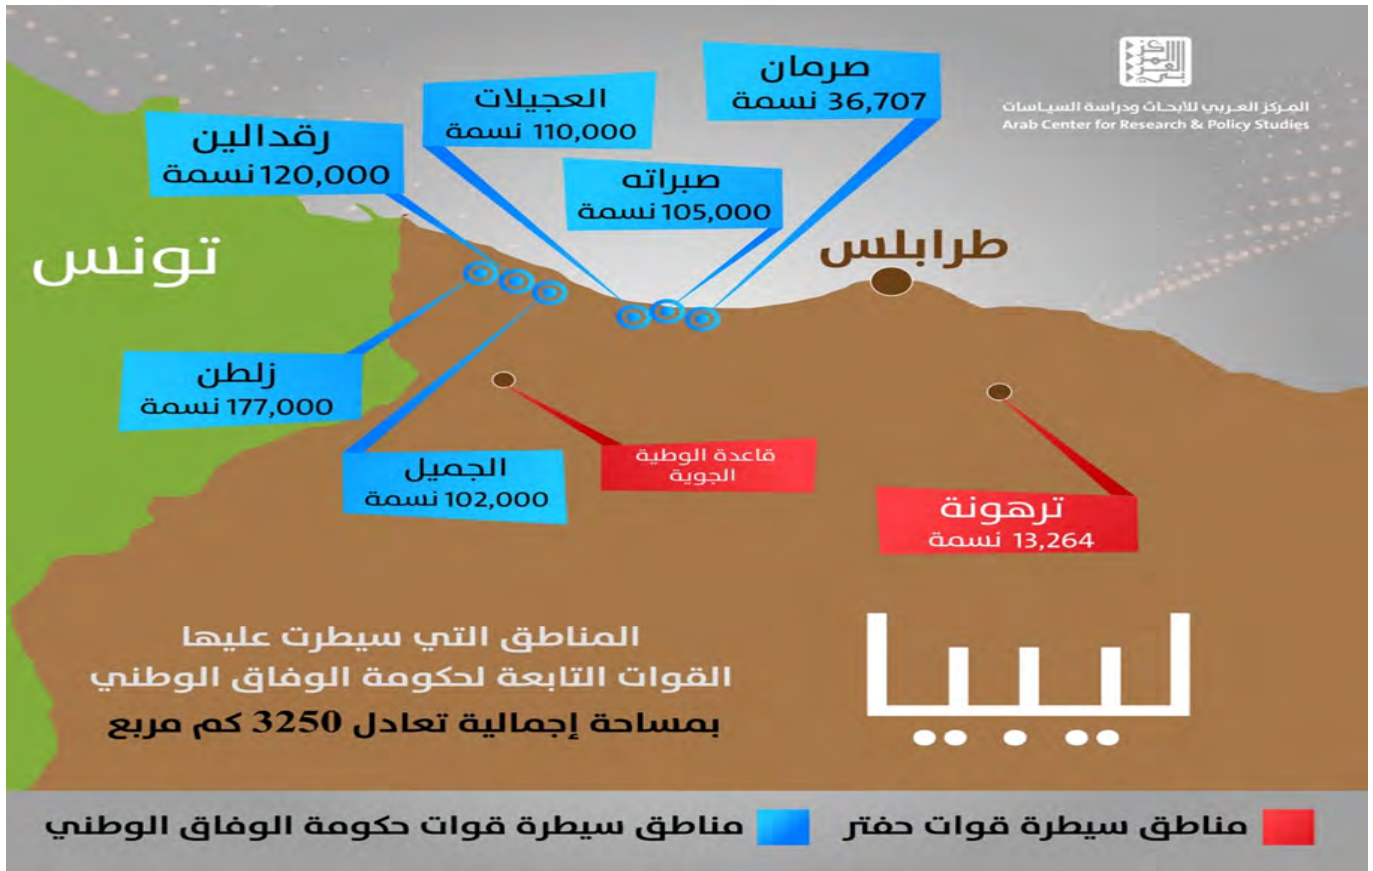 المركز العربي للأبحاث ودراسة السياسات
Arab Center for Research & Policy Studies
صرمان
36,707 نسمة
العجيلات
110,000 نسمة
رقدالين
120,000 نسمة
صبراته
105,000 نسمة
طرابلس
تونس
زلطن
177,000 نسمة
الجميل
102,000 نسمة
قاعدة الوطية
الجوية
ترهونة
13,264 نسمة
ليبيا
المناطق التي سيطرت عليها
القوات التابعة لحكومة الوفاق الوطني
بمساحة إجمالية تعادل 3250 كم مربع
مناطق سيطرة قوات حفتر
مناطق سيطرة قوات حكومة الوفاق الوطني